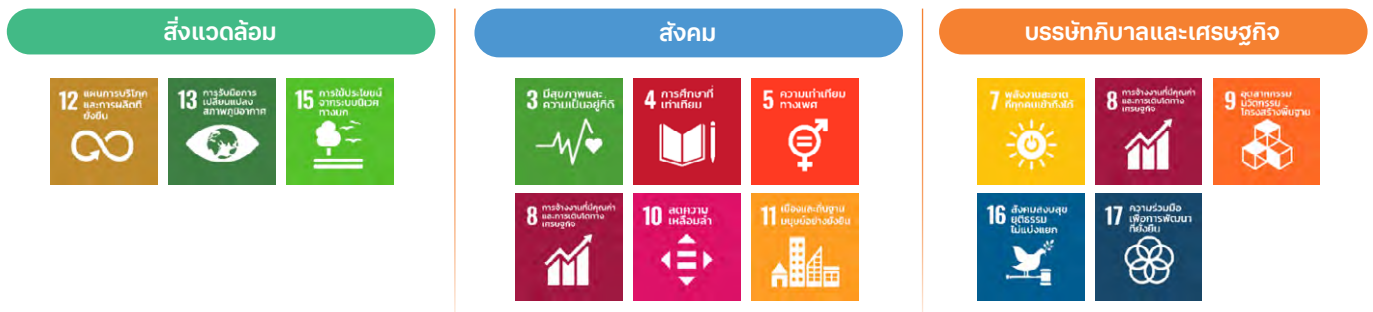 สิ่งแวดล้อม
12 แผนการบริโภค
และการผลิตที่
ยั่งยืน
13 การรับมือการ
เปลี่ยนแปลง
สภาพภูมิอากาศ
15 การใช้ประโยชน์
จากระบบนิเวศ
ทางบก
สังคม
3 มีสุขภาพและ
ความเป็นอยู่ที่ดี
4 การศึกษาที่
เท่าเทียม
5 ความเท่าเทียม
ทางเพศ
8 การจ้างงานที่มีคุณค่า
และการเติบโตทาง
เศรษฐกิจ
10 ลดความ
เหลื่อมล้ำ
11 เมืองและถิ่นฐาน
มนุษย์อย่างยั่งยืน
บรรษัทภิบาลและเศรษฐกิจ
7 พลังงานสะอาด
ที่ทุกคนเข้าถึงได้
8 การจ้างงานที่มีคุณค่า
และการเติบโตทาง
เศรษฐกิจ
9 อุตสาหกรรม
นวัตกรรม
โครงสร้างพื้นฐาน
16 สังคมสงบสุข
ยุติธรรม
ไม่แบ่งแยก
17 ความร่วมมือ
เพื่อการพัฒนา
ที่ยั่งยืน